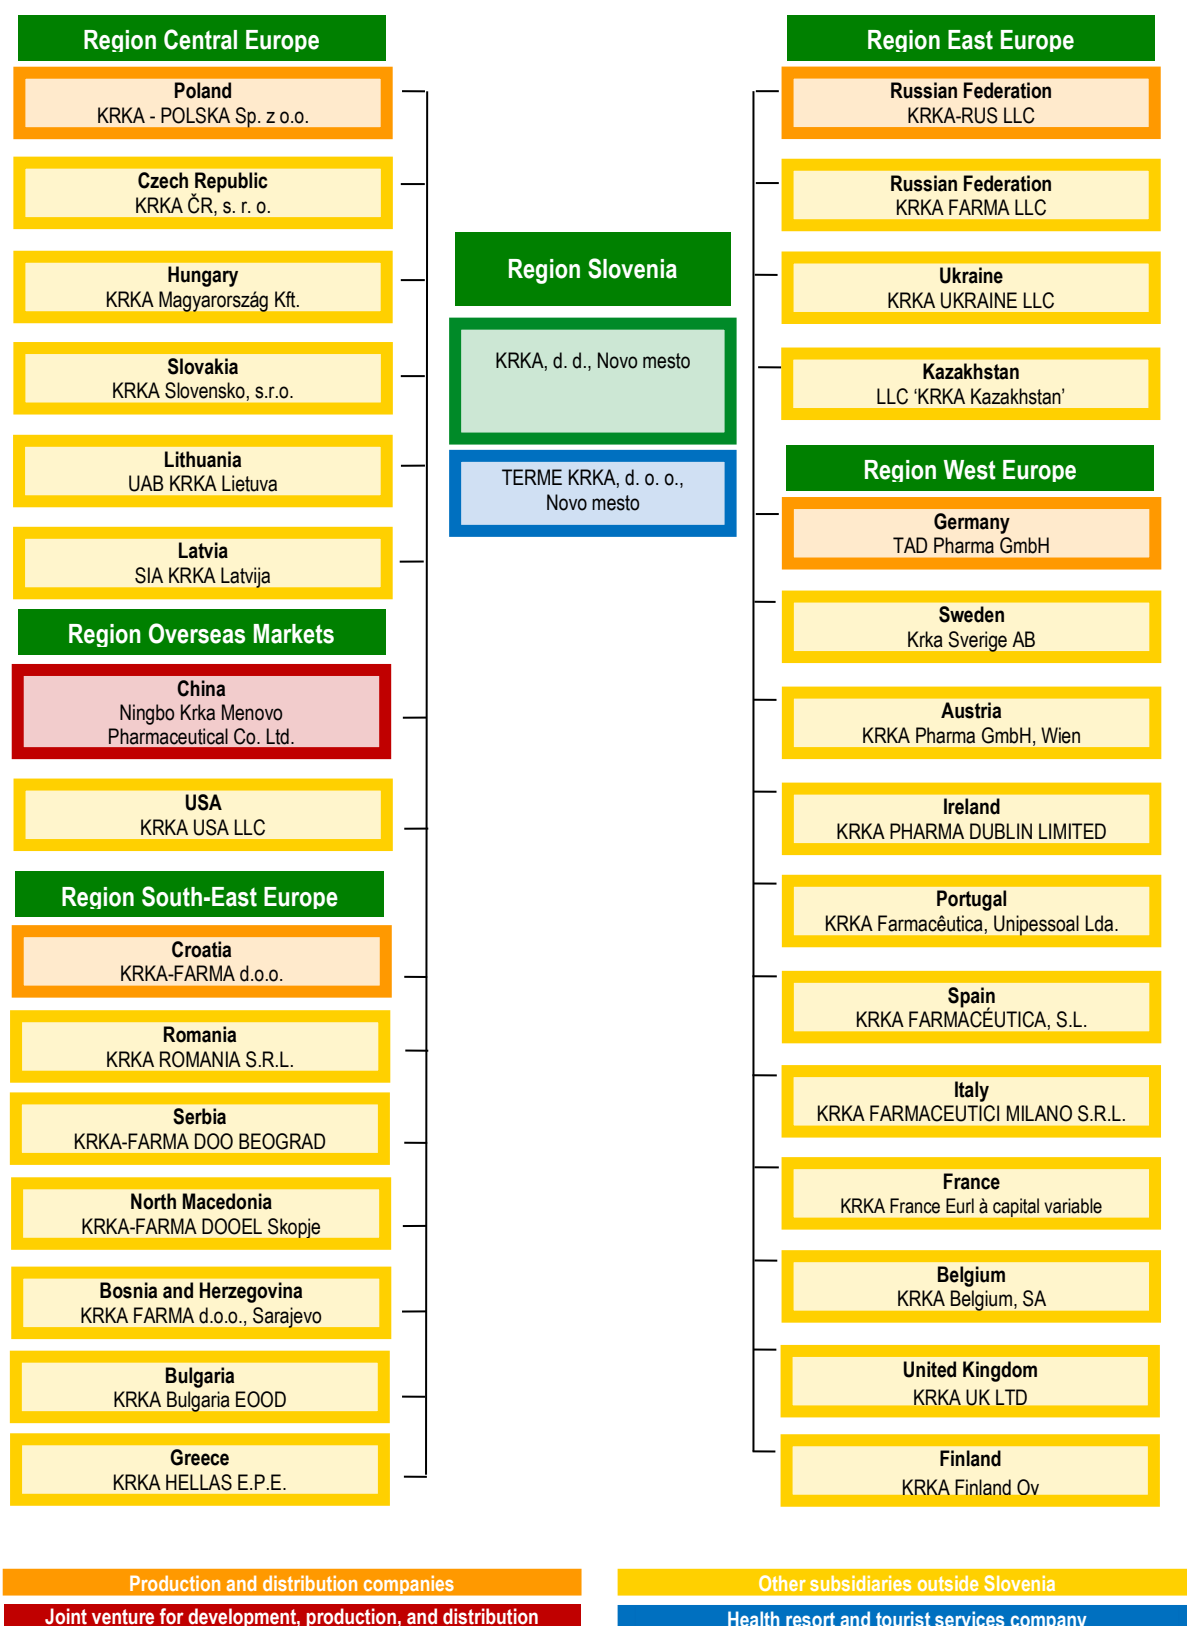 Region Central Europe
Poland
KRKA - POLSKA Sp. z o.o.
Czech Republic
KRKA ČR, s. r. o.
Hungary
KRKA Magyarország Kft.
Slovakia
KRKA Slovensko, s.r.o.
Lithuania
UAB KRKA Lietuva
Latvia
SIA KRKA Latvija
Region Overseas Markets
China
Ningbo Krka Menovo
Pharmaceutical Co. Ltd.
USA
KRKA USA LLC
Region South-East Europe
Croatia
KRKA-FARMA d.o.o.
Romania
KRKA ROMANIA S.R.L.
Serbia
KRKA-FARMA DOO BEOGRAD
North Macedonia
KRKA-FARMA DOOEL Skopje
Bosnia and Herzegovina
KRKA FARMA d.o.o., Sarajevo
Bulgaria
KRKA Bulgaria EOOD
Greece
KRKA HELLAS E.P.E.
Region Slovenia
KRKA, d. d., Novo mesto
TERME KRKA, d. o. o.,
Novo mesto
Region East Europe
Russian Federation
KRKA-RUS LLC
Russian Federation
KRKA FARMA LLC
Ukraine
KRKA UKRAINE LLC
Kazakhstan
LLC ‘KRKA Kazakhstan’
Region West Europe
Germany
TAD Pharma GmbH
Sweden
Krka Sverige AB
Austria
KRKA Pharma GmbH, Wien
Ireland
KRKA PHARMA DUBLIN LIMITED
Portugal
KRKA Farmacêutica, Unipessoal Lda.
Spain
KRKA FARMACÉUTICA, S.L.
Italy
KRKA FARMACEUTICI MILANO S.R.L.
France
KRKA France Eurl à capital variable
Belgium
KRKA Belgium, SA
United Kingdom
KRKA UK LTD
Finland
KRKA Finland Oy
Production and distribution companies
Other subsidiaries outside Slovenia
Joint venture for development, production, and distribution
Health resort and tourist services company